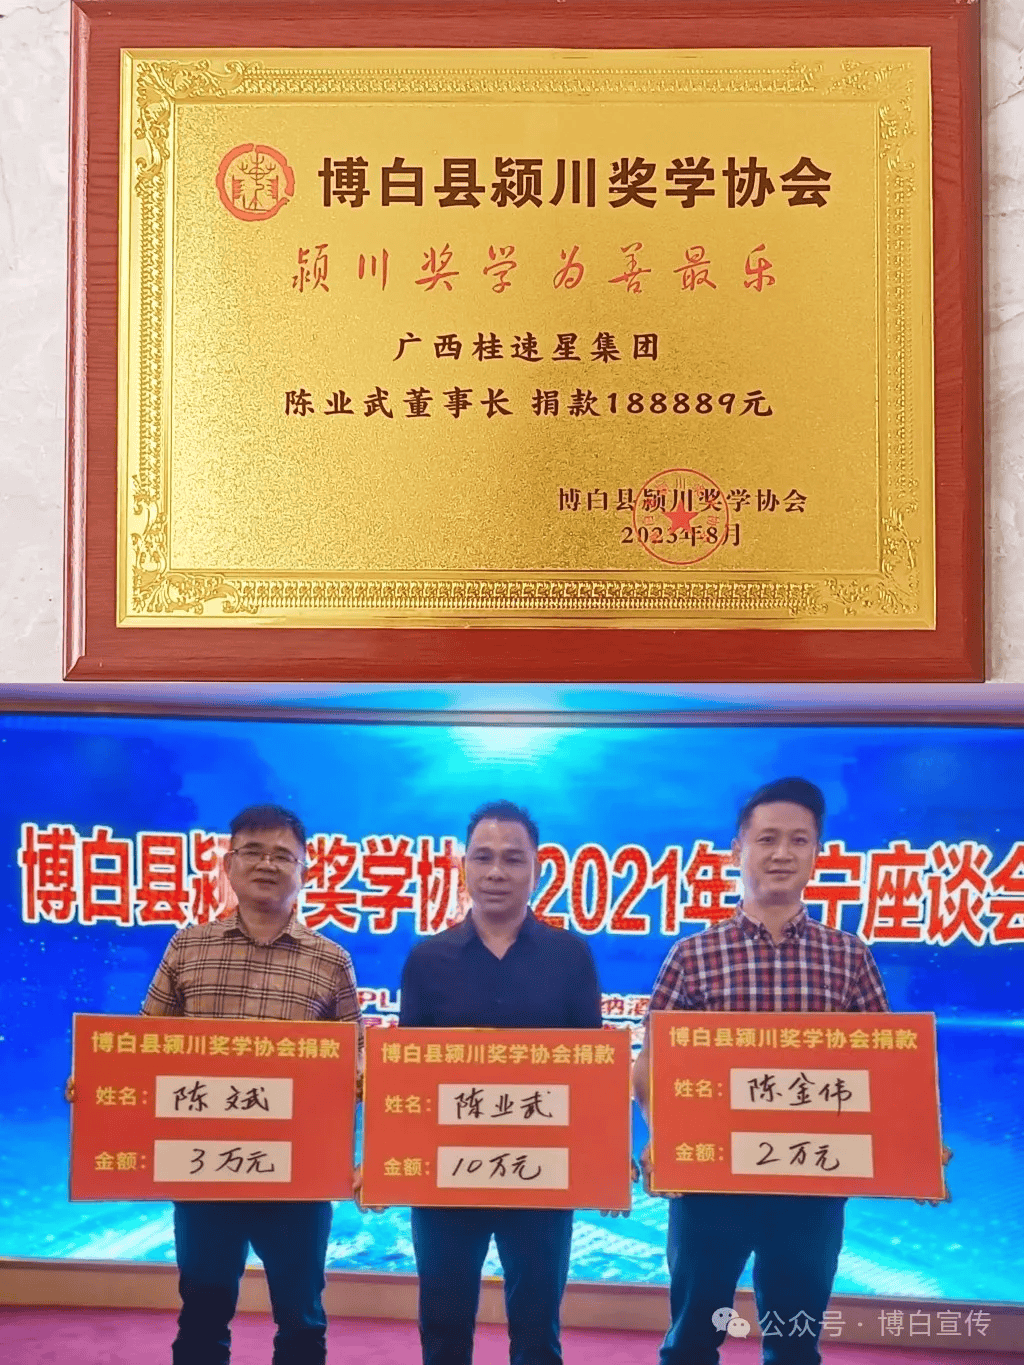 博白县颍川奖学协会
颍川奖学为善最乐
广西桂速星集团
陈业武董事长 捐款188889元
博白县颍川奖学协会
2023年8月
博白县颍 奖学协 2021年 宁座谈会
PL
纳酒
博白县颍川奖学协会捐款
姓名：陈文斌
金额：3万元
博白县颍川奖学协会捐款
姓名：陈业武
金额：10万元
博白县颍川奖学协会捐款
姓名：陈金伟
金额：2万元
公众号·博白宣传